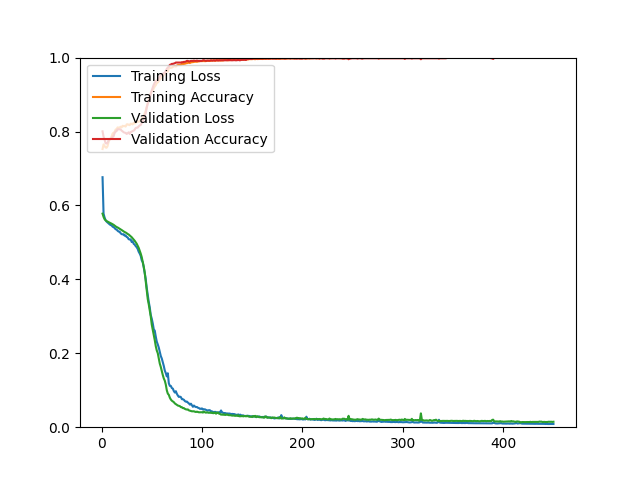 1.0
0.8
0.6
0.4
0.2
0.0
Training Loss
Training Accuracy
Validation Loss
Validation Accuracy
0 100 200 300 400